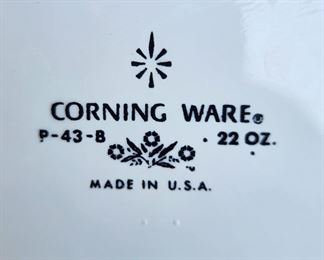 CORNING WARE®
P-43-B · 22 OZ.
MADE IN U.S.A.